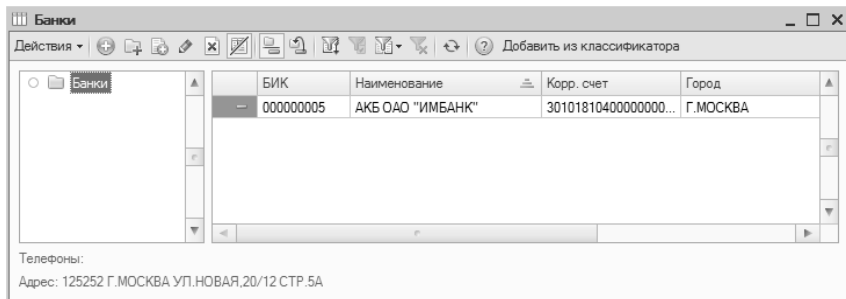 Банки
Действия Добавить из классификатора
Банки
БИК Наименование Корр. счет Город
000000005 АКБ ОАО "ИМБАНК" 30101810400000000... Г.МОСКВА
Телефоны:
Адрес: 125252 Г.МОСКВА УЛ.НОВАЯ,20/12 СТР.5А